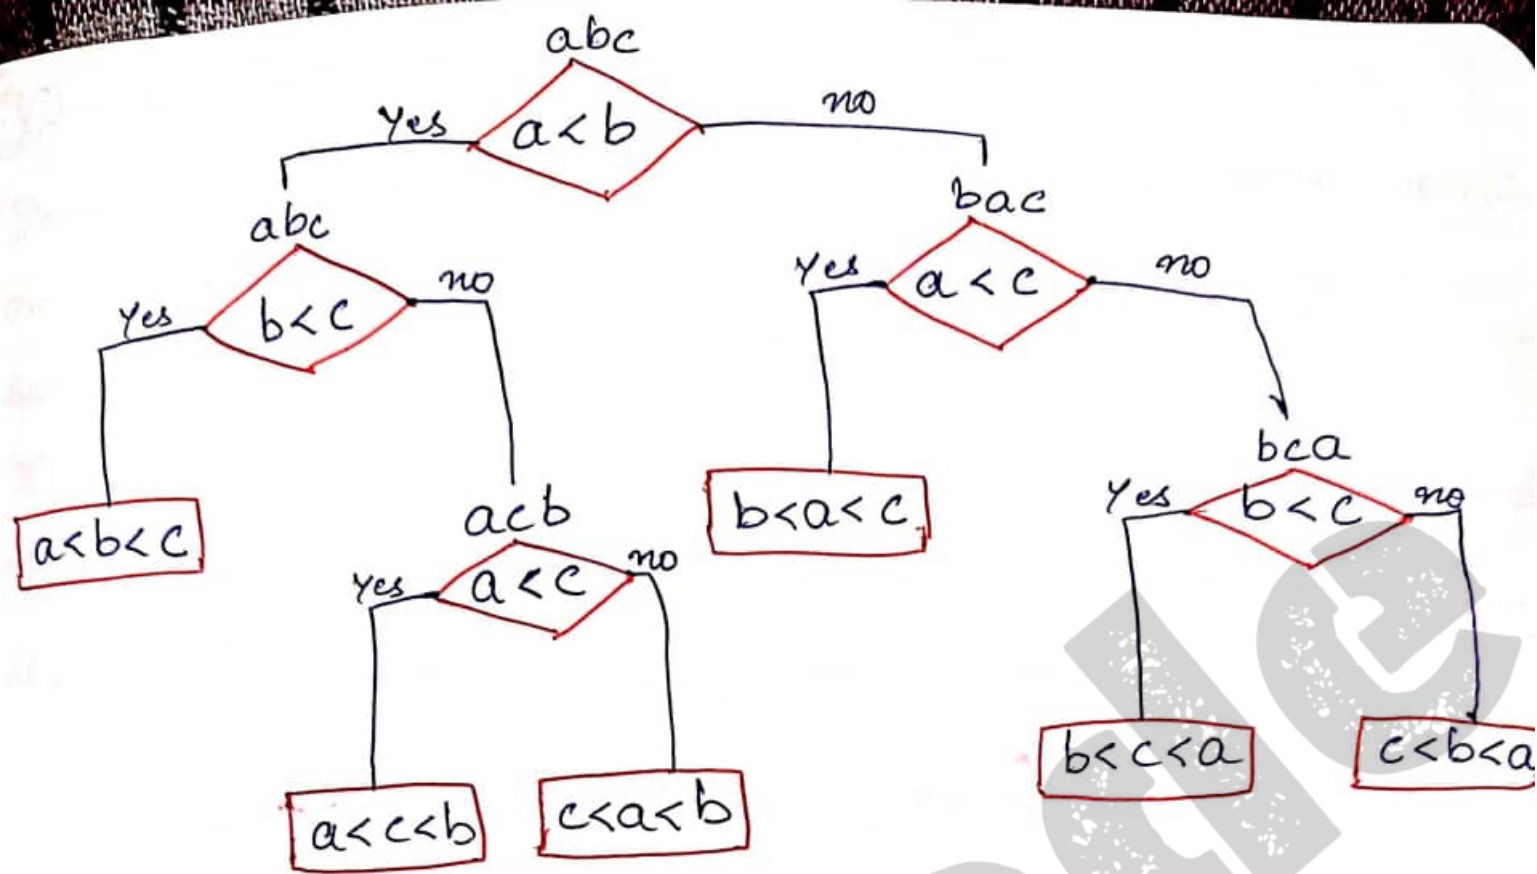 abc
a<b
Yes
no
abc
bac
b<c
Yes
no
a<c
Yes
no
a<b<c
acb
a<c
Yes
no
b<a<c
bca
b<c
Yes
no
a<c<b
c<a<b
b<c<a
c<b<a